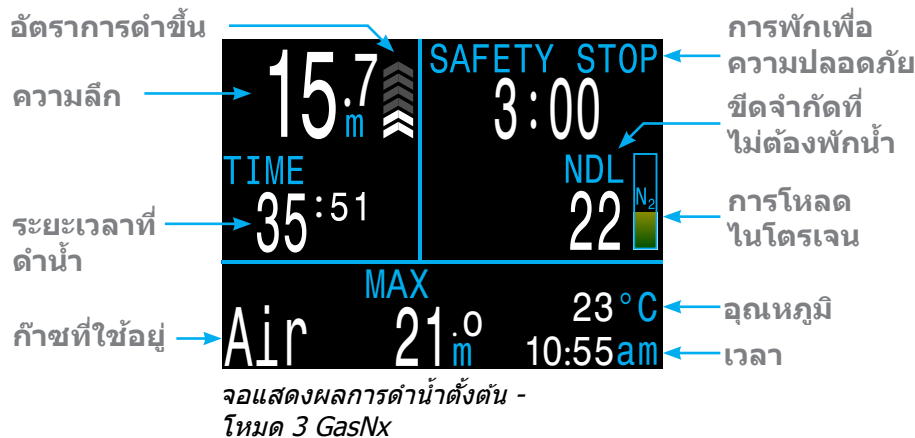 อัตราการดำขึ้น
ความลึก
ระยะเวลาที่
ดำน้ำ
ก๊าซที่ใช้อยู่
15.7
m
TIME
35:51
SAFETY STOP
3:00
NDL
22
N2
MAX
Air
21.0
m
23°C
10:55am
การพักเพื่อ
ความปลอดภัย
ขีดจำกัดที่
ไม่ต้องพักน้ำ
การโหลด
ไนโตรเจน
อุณหภูมิ
เวลา
จอแสดงผลการดำน้ำตั้งต้น -
โหมด 3 GasNx